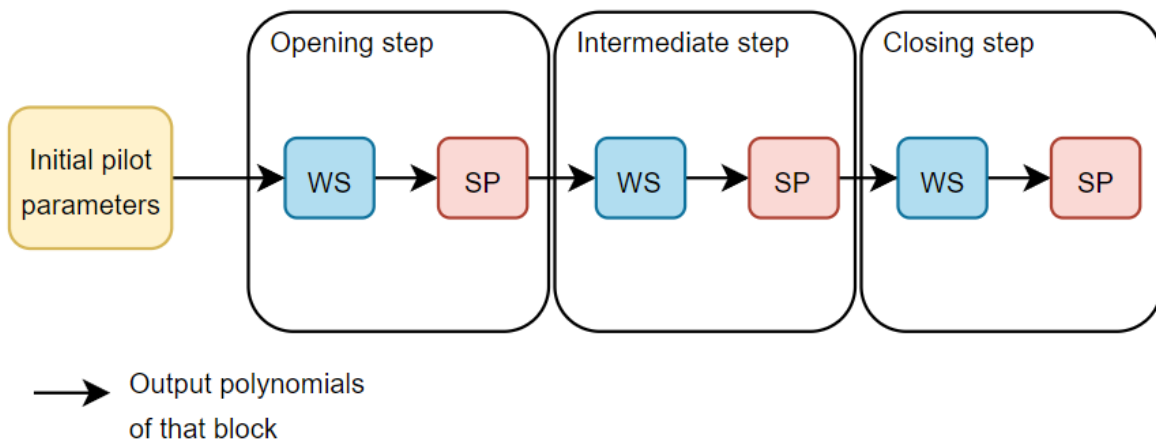 Opening step
Intermediate step
Closing step
Initial pilot
parameters
WS
SP
WS
SP
WS
SP
Output polynomials
of that block